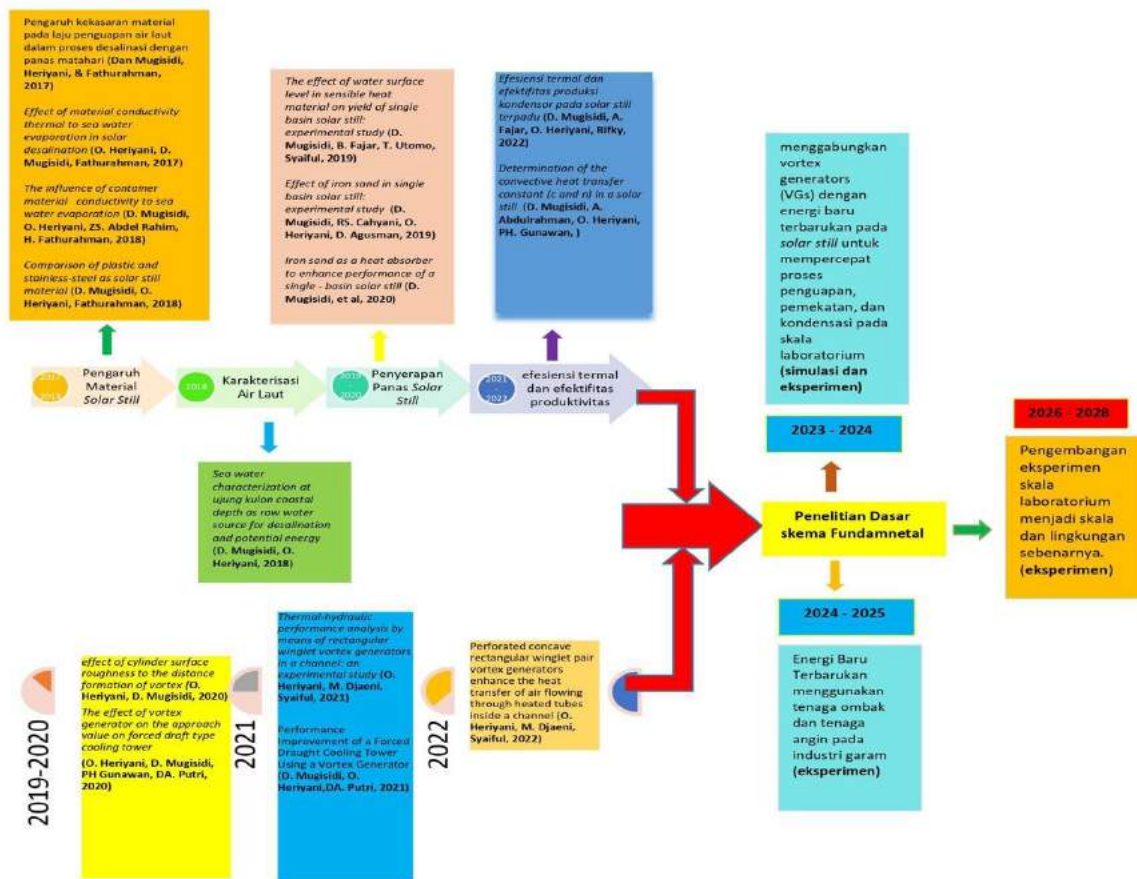 Pengaruh kekasaran material
pada laju penguapan air laut
dalam proses desalinasi dengan
panas matahari (Dan Mugisidi,
Heriyani, & Fathurahman,
2017)
Effect of material conductivity
thermal to sea water
evaporation in solar
desalination (O. Heriyani, D.
Mugisidi, Fathurahman, 2017)
The influence of container
material conductivity to sea
water evaporation (D. Mugisidi,
O. Heriyani, ZS. Abdel Rahim,
H. Fathurahman, 2018)
Comparison of plastic and
stainless-steel as solar still
material (D. Mugisidi, O.
Heriyani, Fathurahman, 2018)
The effect of water surface
level in sensible heat
material on yield of single
basin solar still:
experimental study (D.
Mugisidi, B. Fajar, T. Utomo,
Syaiful, 2019)
Effect of iron sand in single
basin solar still:
experimental study (D.
Mugisidi, RS. Cahyani, O.
Heriyani, D. Agusman, 2019)
Iron sand as a heat absorber
to enhance performance of a
single - basin solar still (D.
Mugisidi, et al, 2020)
Efesiensi termal dan
efektifitas produksi
kondensor pada solar still
terpadu (D. Mugisidi, A.
Fajar, O. Heriyani, Rifky,
2022)
Determination of the
convective heat transfer
constant (c and n) in a solar
still (D. Mugisidi, A.
Abdulrahman, O. Heriyani,
PH. Gunawan, )
menggabungkan
vortex
generators
(VGs) dengan
energi baru
terbarukan pada
solar still untuk
mempercepat
proses
penguapan,
pemekatan, dan
kondensasi pada
skala
laboratorium
(simulasi dan
eksperimen)
Pengaruh
Material
Solar Still
2018
Karakterisasi
Air Laut
2019
-
2020
Penyerapan
Panas Solar
Still
2021
-
2022
efesiensi termal
dan efektifitas
produktivitas
2023 - 2024
2026 - 2028
Pengembangan
eksperimen
skala
laboratorium
menjadi skala
dan lingkungan
sebenarnya.
(eksperimen)
Sea water
characterization at
ujung kulon coastal
depth as raw water
source for desalination
and potential energy
(D. Mugisidi, O.
Heriyani, 2018)
Penelitian Dasar
skema Fundamnetal
2024 - 2025
Energi Baru
Terbarukan
menggunakan
tenaga ombak
dan tenaga
angin pada
industri garam
(eksperimen)
2019-2020
effect of cylinder surface
roughness to the distance
formation of vortex (O.
Heriyani, D. Mugisidi, 2020)
The effect of vortex
generator on the approach
value on forced draft type
cooling tower
(O. Heriyani, D. Mugisidi,
PH Gunawan, DA. Putri,
2020)
2021
Thermal-hydraulic
performance analysis by
means of rectangular
winglet vortex generators
in a channel: an
experimental study (O.
Heriyani, M. Djaeni,
Syaiful, 2021)
Performance
Improvement of a Forced
Draught Cooling Tower
Using a Vortex Generator
(D. Mugisidi, O.
Heriyani,DA. Putri, 2021)
2022
Perforated concave
rectangular winglet pair
vortex generators
enhance the heat
transfer of air flowing
through heated tubes
inside a channel (O.
Heriyani, M. Djaeni,
Syaiful, 2022)